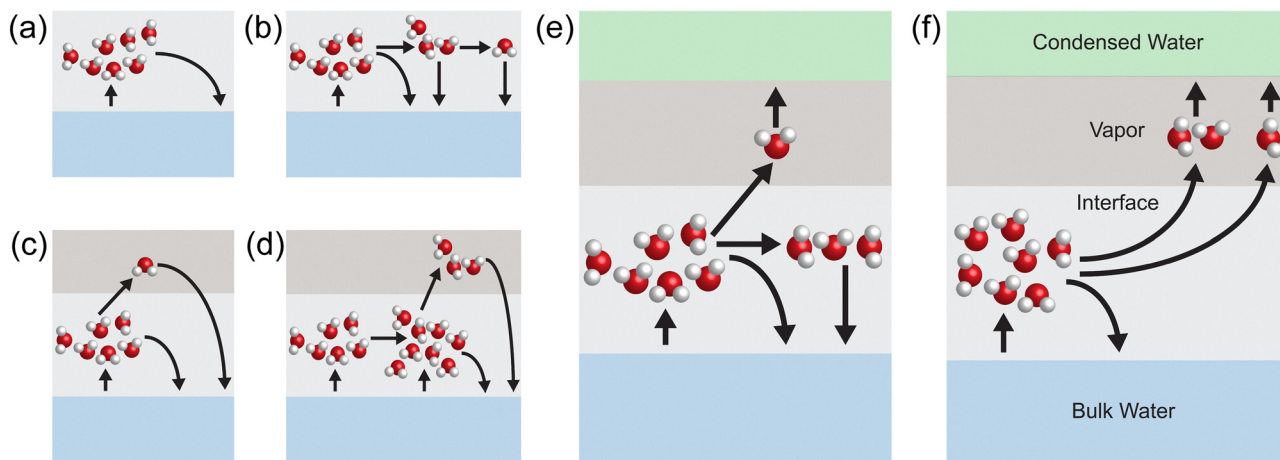 (a)
(b)
(c)
(d)
(e)
(f)
Condensed Water
Vapor
Interface
Bulk Water